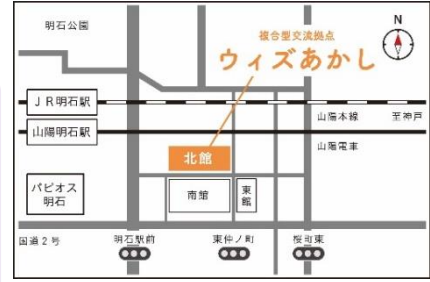 明石公園
N
複合型交流拠点
ウィズあかし
JR明石駅
山陽本線 至神戸
山陽明石駅
山陽電車
北館
パピオス
明石
南館
東館
国道2号
明石駅前
東仲ノ町
桜町東